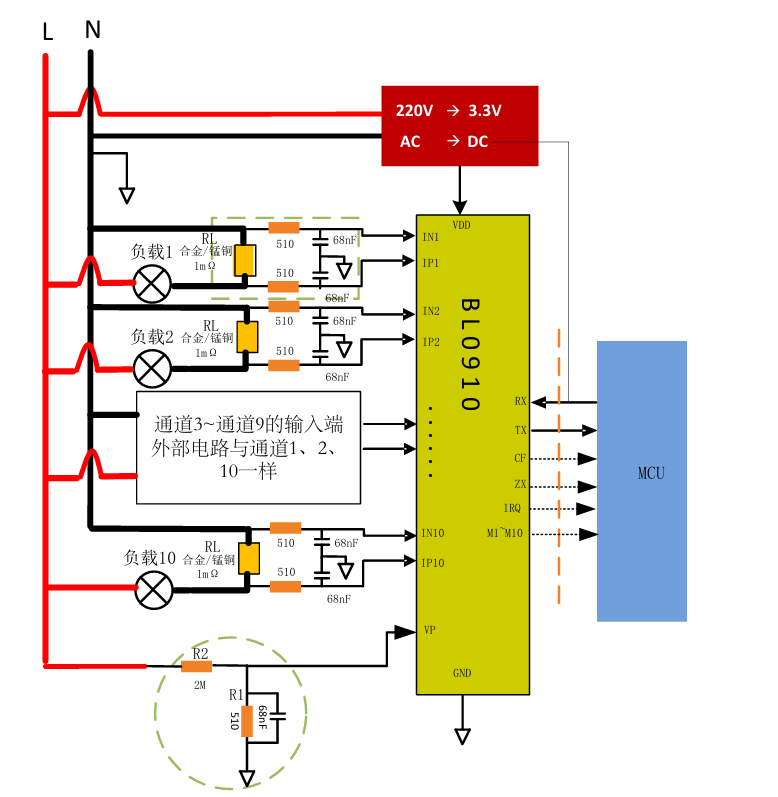 L N
220V → 3.3V
AC → DC
VDD
负载1
RL
合金/锰铜
1mΩ
510
68nF
510
68nF
IN1
IP1
负载2
RL
合金/锰铜
1mΩ
510
68nF
510
68nF
IN2
IP2
BL0910
通道3~通道9的输入端
外部电路与通道1、2、
10一样
RX
TX
CF
ZX
IRQ
M1~M10
MCU
负载10
RL
合金/锰铜
1mΩ
510
68nF
510
68nF
IN10
IP10
VP
GND
R2
2M
R1
510
68nF